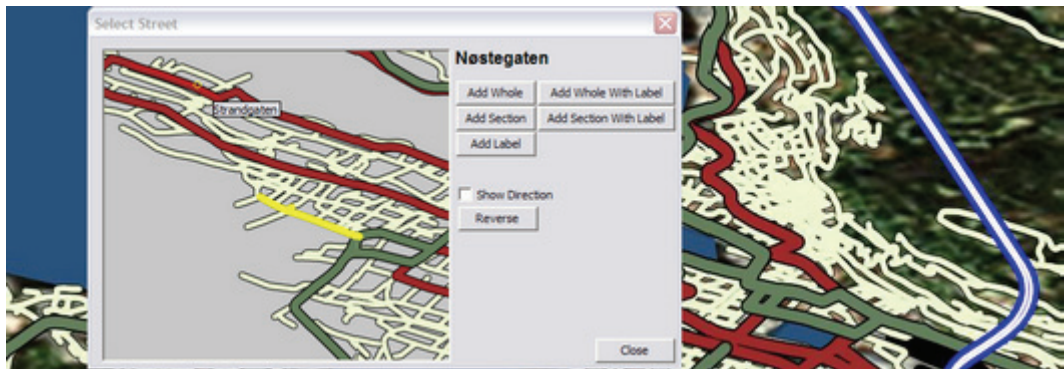 Select Street
Nøstegaten
Strandgaten
Add Whole
Add Whole With Label
Add Section
Add Section With Label
Add Label
Show Direction
Reverse
Close